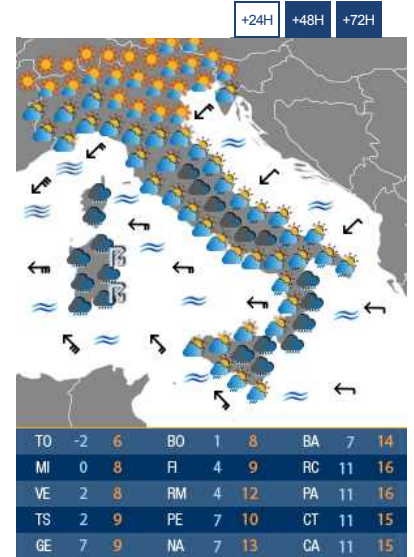 +24H +48H +72H
TO -2 6 BO 1 8 BA 7 14
MI 0 8 FI 4 9 RC 11 16
VE 2 8 RM 4 12 PA 11 16
TS 2 9 PE 7 10 CT 11 15
GE 7 9 NA 7 13 CA 11 15